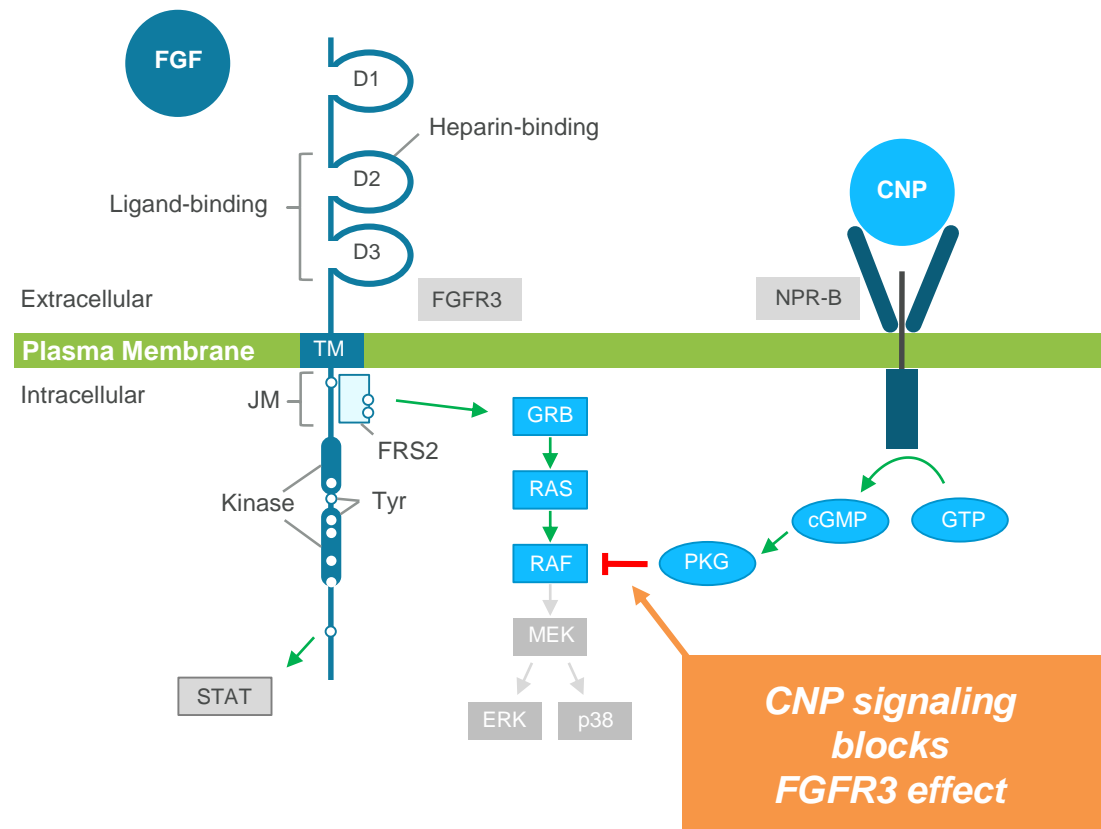 FGF
D1
Heparin-binding
D2
CNP
Ligand-binding
D3
Extracellular
FGFR3
NPR-B
Plasma Membrane
TM
Intracellular
JM
GRB
FRS2
Kinase
Tyr
RAS
cGMP
GTP
RAF
PKG
MEK
STAT
ERK
p38
CNP signaling
blocks
FGFR3 effect